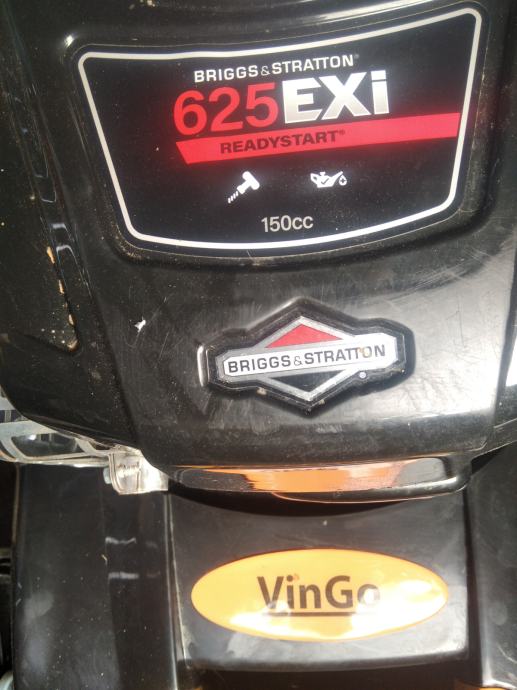 BRIGGS & STRATTON®
625EXi
READYSTART®
150cc
BRIGGS & STRATTON
®
VinGo